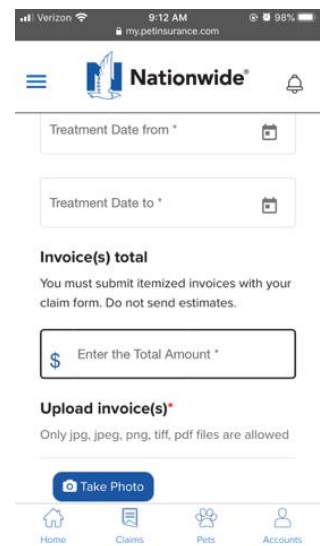 Verizon 9:12 AM 98%
my.petinsurance.com
Nationwide®
Treatment Date from *
Treatment Date to *
Invoice(s) total
You must submit itemized invoices with your
claim form. Do not send estimates.
$ Enter the Total Amount *
Upload invoice(s)*
Only jpg, jpeg, png, tiff, pdf files are allowed
Take Photo
Home Claims Pets Accounts